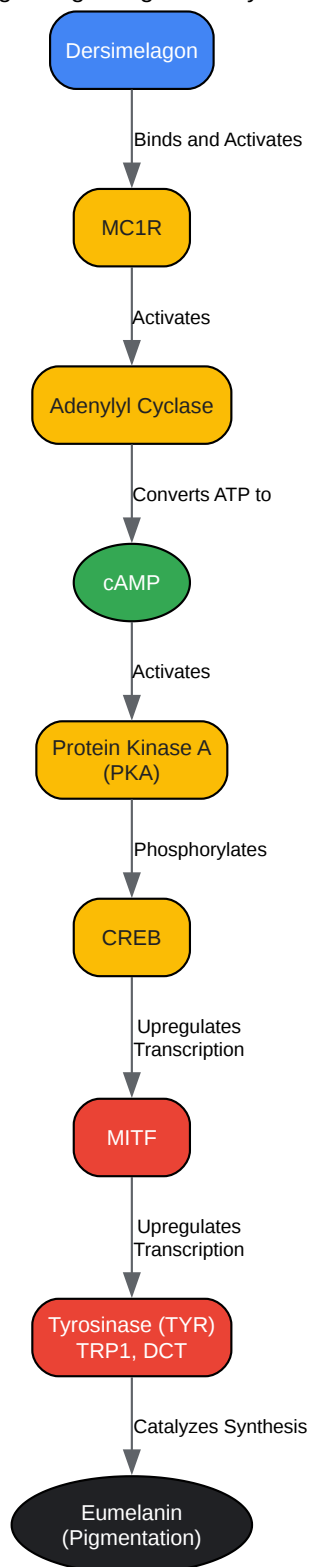 Dersimelagon
Binds and Activates
MC1R
Activates
Adenylyl Cyclase
Converts ATP to
cAMP
Activates
Protein Kinase A
(PKA)
Phosphorylates
CREB
Upregulates
Transcription
MITF
Upregulates
Transcription
Tyrosinase (TYR)
TRP1, DCT
Catalyzes Synthesis
Eumelanin
(Pigmentation)